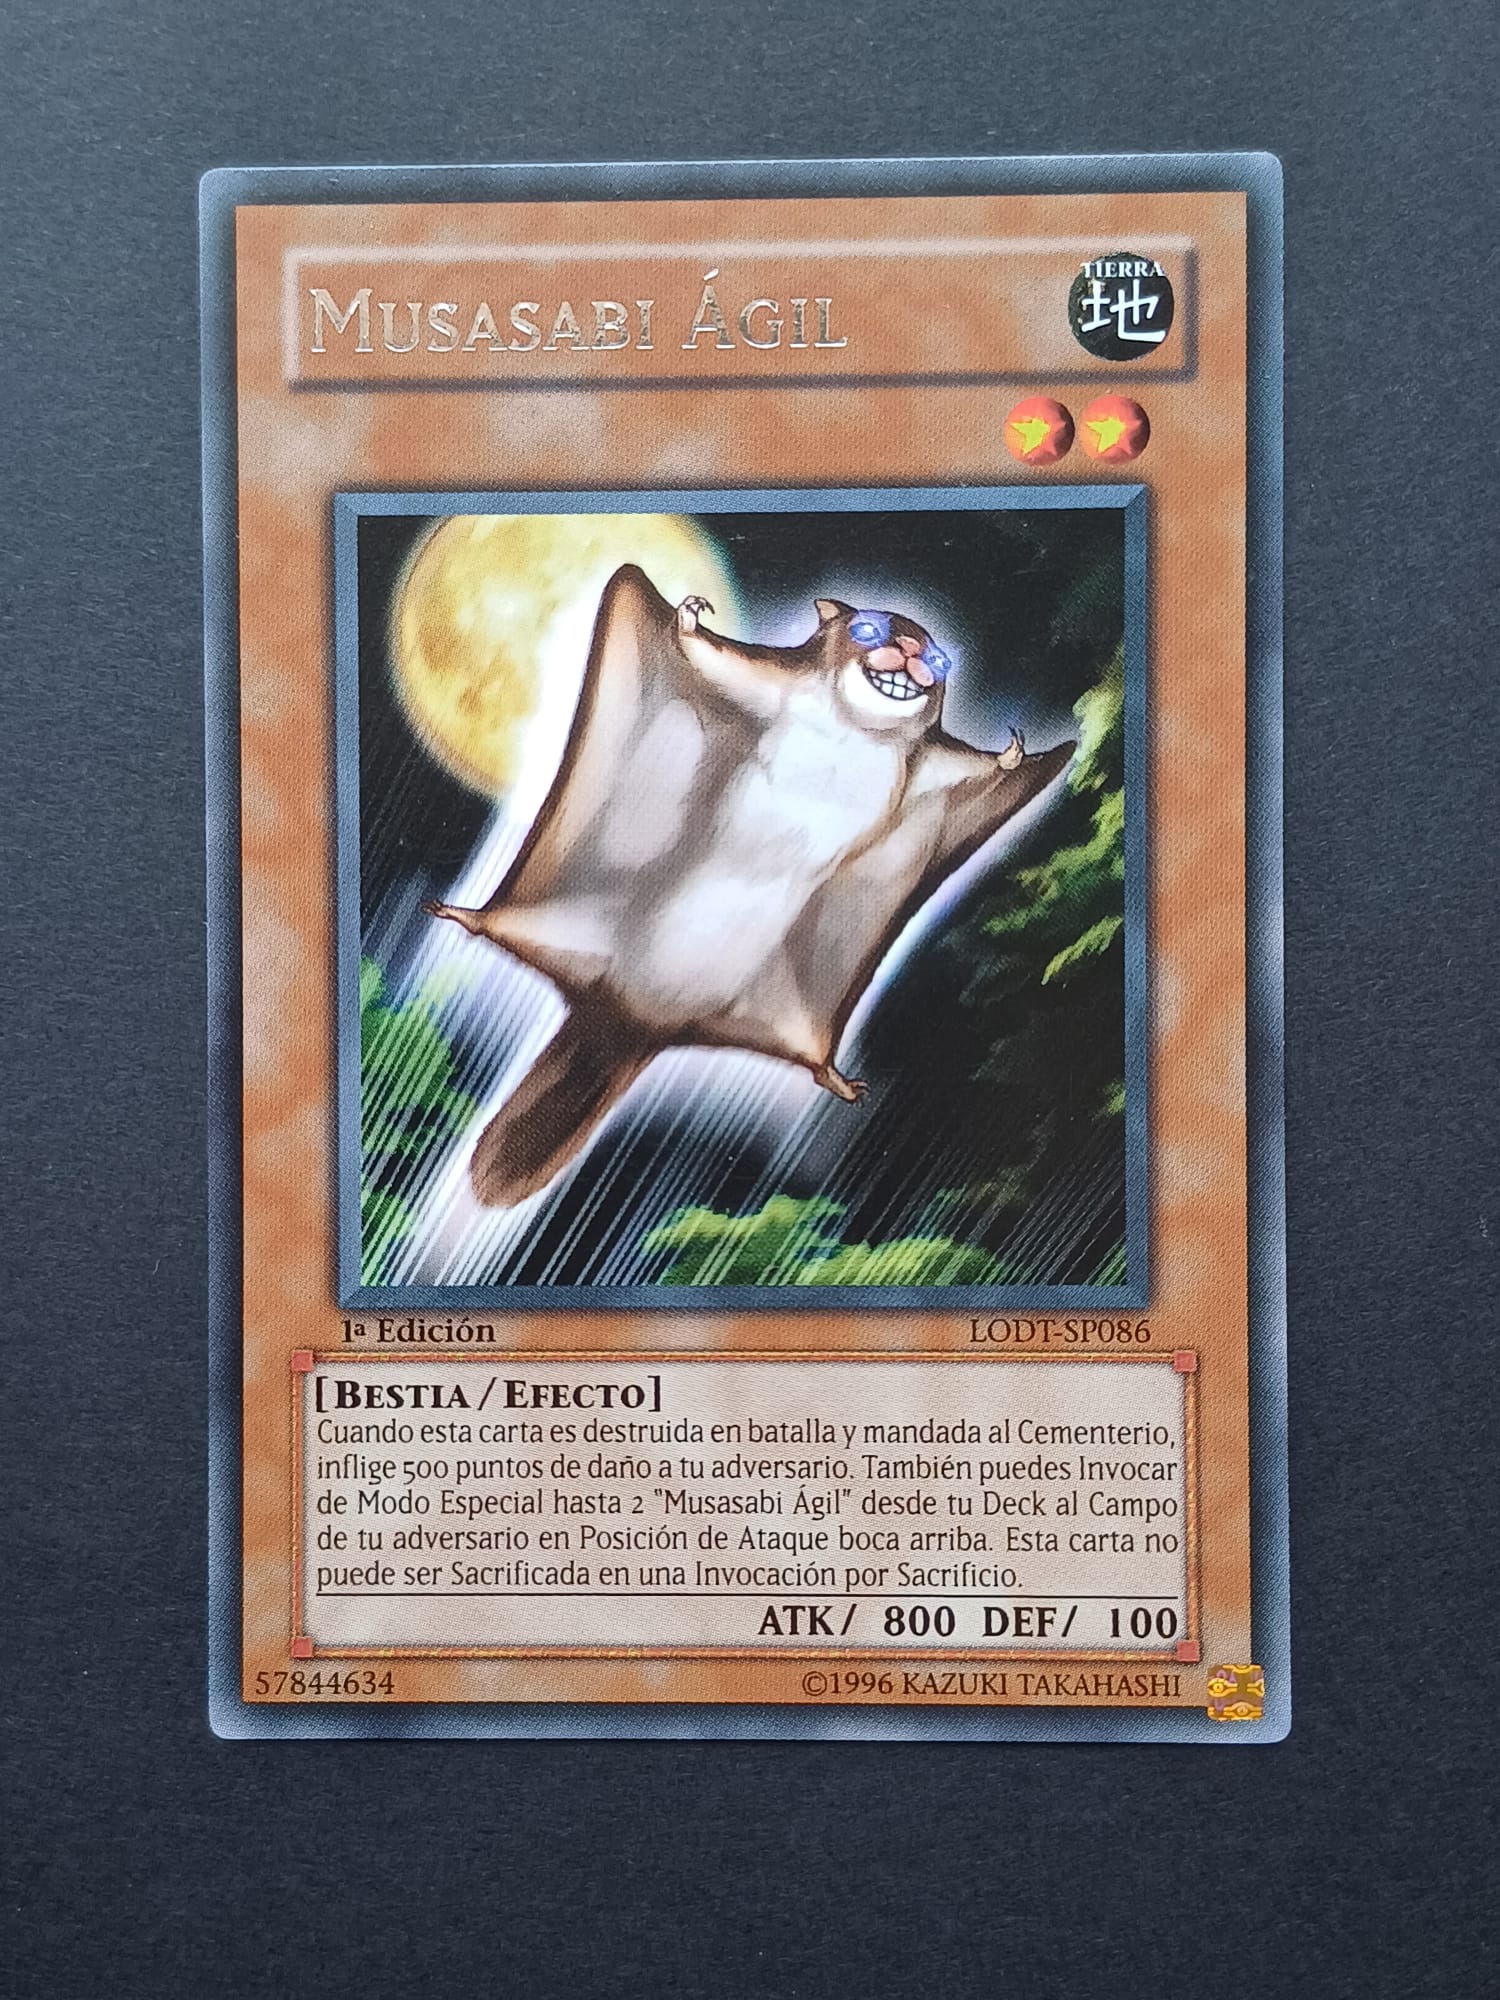 Musasabi Ágil
TIERRA
地
1ª Edición
LODT-SP086
[Bestia/Efecto]
Cuando esta carta es destruida en batalla y mandada al Cementerio,
inflige 500 puntos de daño a tu adversario. También puedes Invocar
de Modo Especial hasta 2 "Musasabi Ágil" desde tu Deck al Campo
de tu adversario en Posición de Ataque boca arriba. Esta carta no
puede ser Sacrificada en una Invocación por Sacrificio.
ATK/ 800 DEF/ 100
57844634
©1996 KAZUKI TAKAHASHI